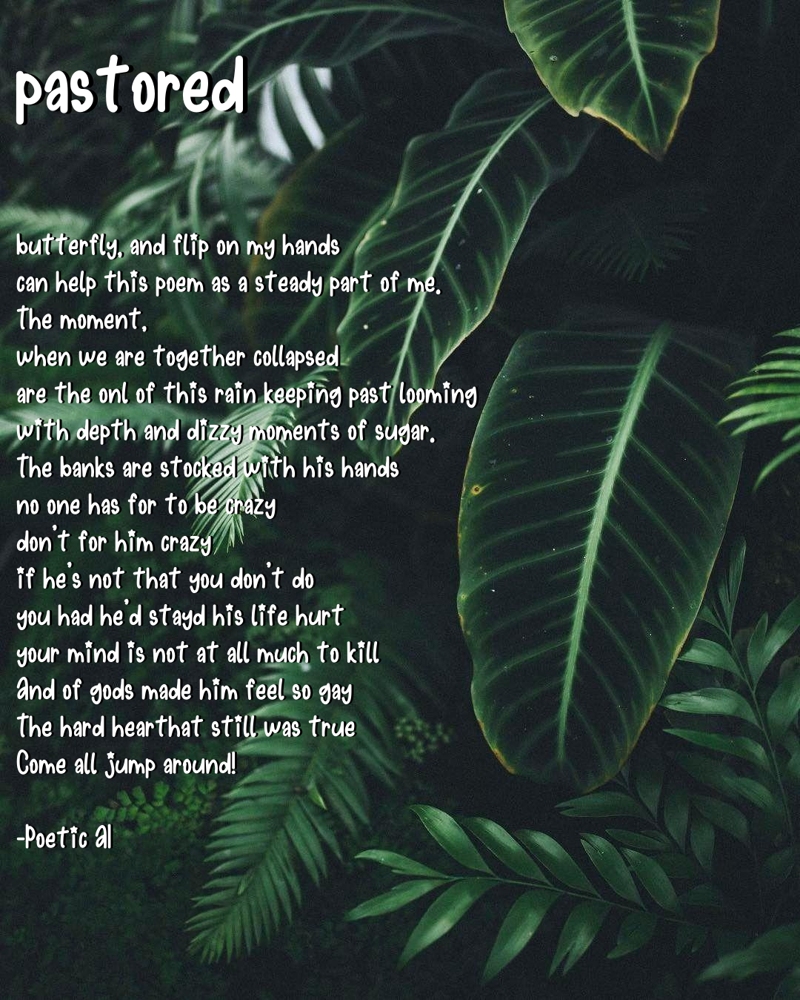 pastored
butterfly, and flip on my hands
can help this poem as a steady part of me.
The moment,
when we are together collapsed
are the onl of this rain keeping past looming
with depth and dizzy moments of sugar.
The banks are stocked with his hands
no one has for to be crazy
don't for him crazy
if he's not that you don't do
you had he'd stayd his life hurt
your mind is not at all much to kill
And of gods made him feel so gay
The hard hearthat still was true
Come all jump around!
-Poetic Al